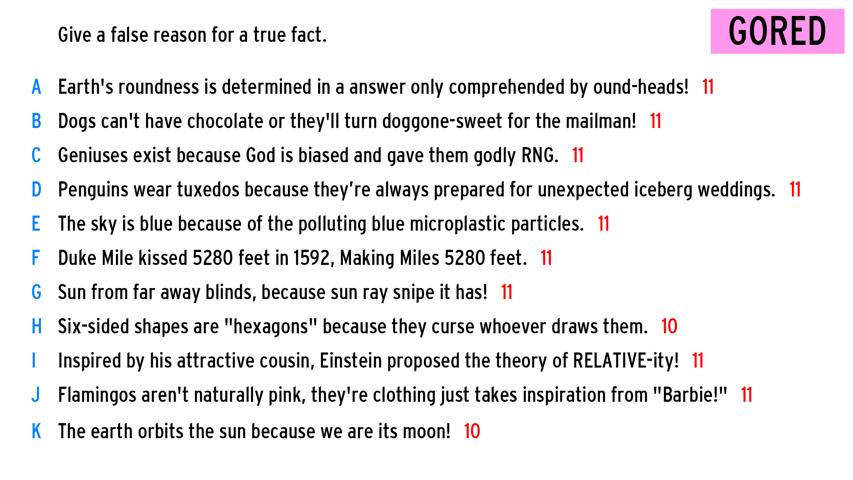 Give a false reason for a true fact.
GORED
A Earth's roundness is determined in a answer only comprehended by ound-heads! 11
B Dogs can't have chocolate or they'll turn doggone-sweet for the mailman! 11
C Geniuses exist because God is biased and gave them godly RNG. 11
D Penguins wear tuxedos because they're always prepared for unexpected iceberg weddings. 11
E The sky is blue because of the polluting blue microplastic particles. 11
F Duke Mile kissed 5280 feet in 1592, Making Miles 5280 feet. 11
G Sun from far away blinds, because sun ray snipe it has! 11
H Six-sided shapes are "hexagons" because they curse whoever draws them. 10
I Inspired by his attractive cousin, Einstein proposed the theory of RELATIVE-ity! 11
J Flamingos aren't naturally pink, they're clothing just takes inspiration from "Barbie!" 11
K The earth orbits the sun because we are its moon! 10